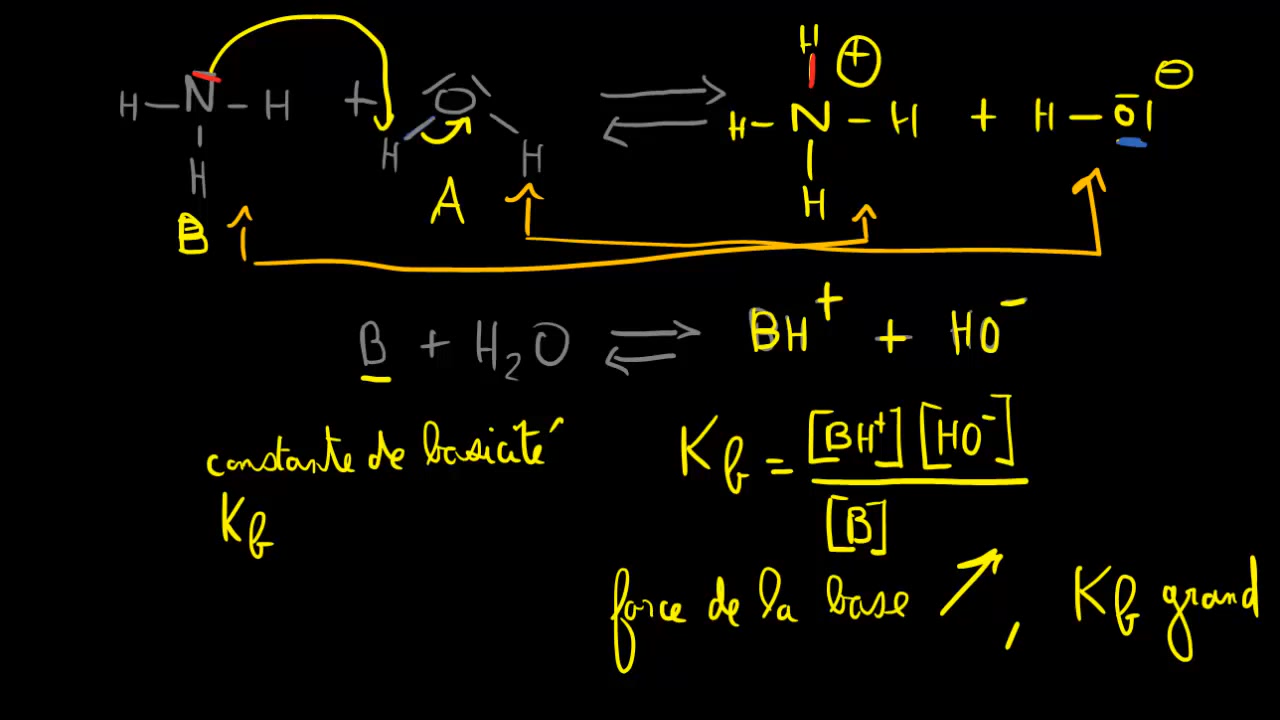 H – N – H + O ⇌ H – N – H + H – O ⊖
H H H H ⊕ H
B A
B + H₂O ⇌ BH⁺ + HO⁻
constante de basicité
Kb
Kb = [BH⁺] [HO⁻] / [B]
force de la base ↗, Kb grand